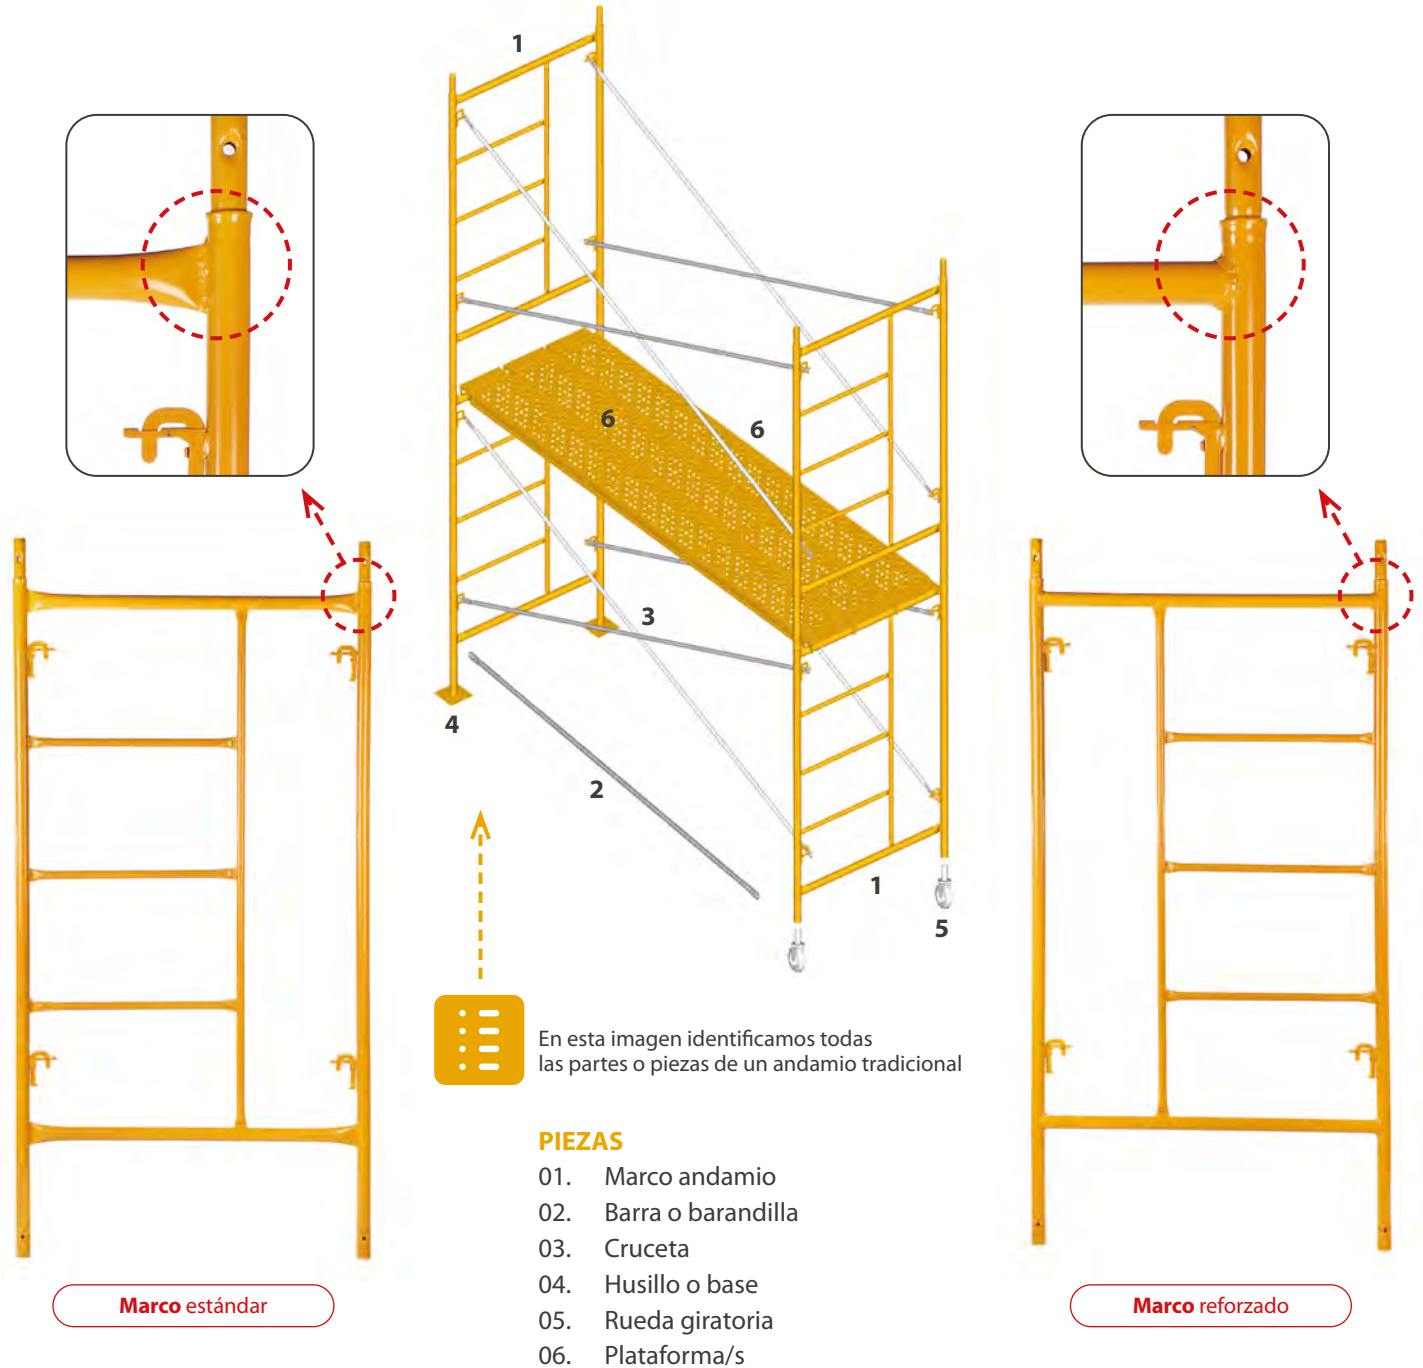 1
6
6
3
4
2
1
5
En esta imagen identificamos todas
las partes o piezas de un andamio tradicional
PIEZAS
01. Marco andamio
02. Barra o barandilla
03. Cruceta
04. Husillo o base
05. Rueda giratoria
06. Plataforma/s
Marco estándar
Marco reforzado